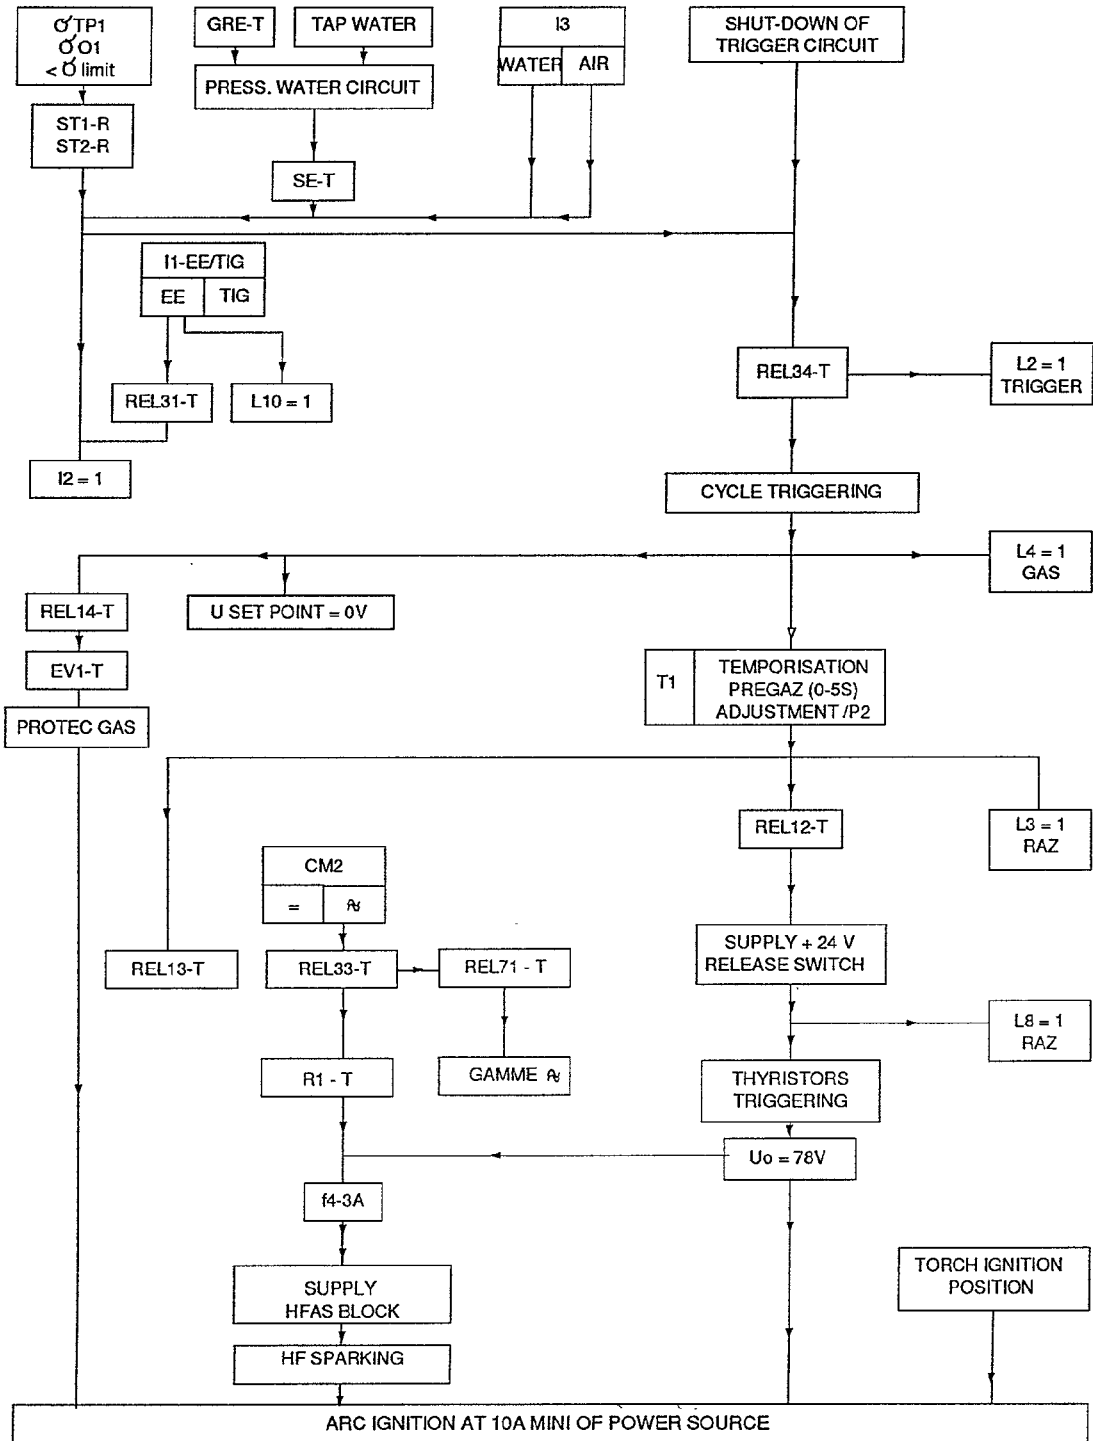 TP1
O1
< limit
GRE-T
TAP WATER
I3
WATER
AIR
SHUT-DOWN OF
TRIGGER CIRCUIT
PRESS. WATER CIRCUIT
ST1-R
ST2-R
SE-T
I1-EE/TIG
EE
TIG
REL31-T
L10 = 1
I2 = 1
REL34-T
L2 = 1
TRIGGER
CYCLE TRIGGERING
L4 = 1
GAS
REL14-T
U SET POINT = 0V
EV1-T
PROTEC GAS
T1
TEMPORISATION
PREGAZ (0-5S)
ADJUSTMENT /P2
REL12-T
L3 = 1
RAZ
CM2
=
REL13-T
REL33-T
REL71 - T
SUPPLY + 24 V
RELEASE SWITCH
L8 = 1
RAZ
R1 - T
GAMME
THYRISTORS
TRIGGERING
Uo = 78V
f4-3A
SUPPLY
HFAS BLOCK
TORCH IGNITION
POSITION
HF SPARKING
ARC IGNITION AT 10A MINI OF POWER SOURCE